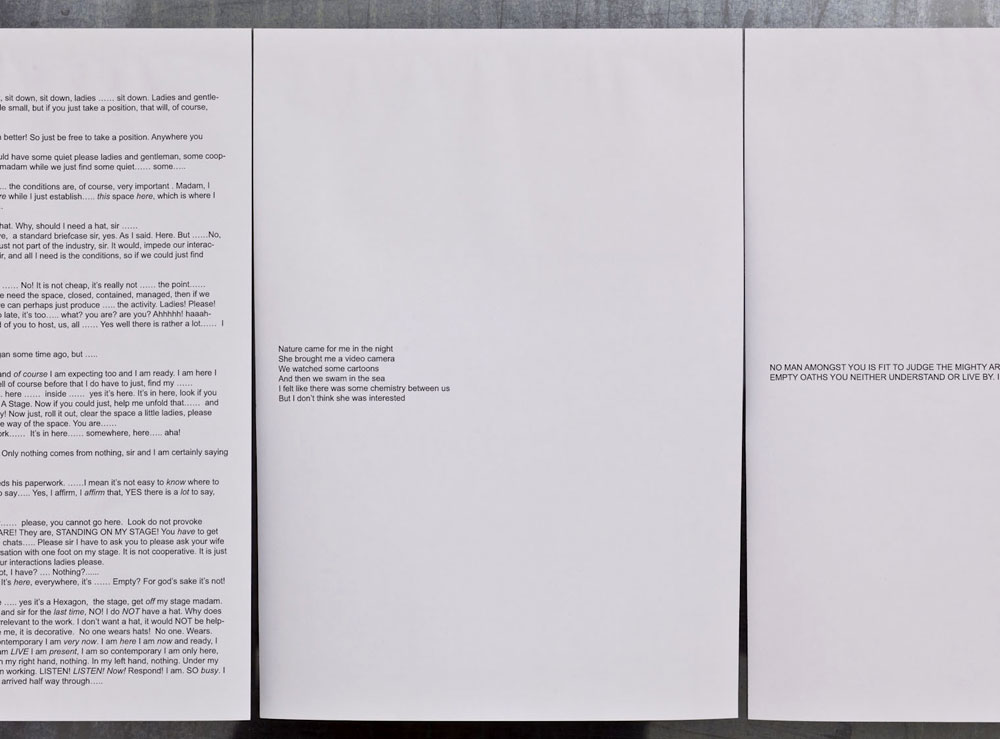 , sit down, sit down, ladies …… sit down. Ladies and gentle-
le small, but if you just take a position, that will, of course,
better! So just be free to take a position. Anywhere you
uld have some quiet please ladies and gentleman, some coop-
madam while we just find some quiet…… some…..
... the conditions are, of course, very important . Madam, I
re while I just establish….. this space here, which is where I
hat. Why, should I need a hat, sir ……
ve, a standard briefcase sir, yes. As I said. Here. But ……No,
ust not part of the industry, sir. It would, impede our interac-
ir, and all I need is the conditions, so if we could just find
…… No! It is not cheap, it’s really not …… the point……
e need the space, closed, contained, managed, then if we
e can perhaps just produce ….. the activity. Ladies! Please!
late, it’s too….. what? you are? are you? Ahhhhh! haaah-
d of you to host, us, all …… Yes well there is rather a lot…… I
gan some time ago, but …..
and of course I am expecting too and I am ready. I am here I
ell of course before that I do have to just, find my ……
. here …… inside …… yes it’s here. It’s in here, look if you
A Stage. Now if you could just, help me unfold that…… and
y! Now just, roll it out, clear the space a little ladies, please
e way of the space. You are……
ork…… It’s in here…… somewhere, here….. aha!
Only nothing comes from nothing, sir and I am certainly saying
eds his paperwork. ……I mean it’s not easy to know where to
o say….. Yes, I affirm, I affirm that, YES there is a lot to say,
…… please, you cannot go here. Look do not provoke
ARE! They are, STANDING ON MY STAGE! You have to get
chats….. Please sir I have to ask you to please ask your wife
sation with one foot on my stage. It is not cooperative. It is just
ur interactions ladies please.
ot, I have? …. Nothing?......
It’s here, everywhere, it’s …… Empty? For god’s sake it’s not!
….. yes it’s a Hexagon, the stage, get off my stage madam.
and sir for the last time, NO! I do NOT have a hat. Why does
rrelevant to the work. I don’t want a hat, it would NOT be help-
e me, it is decorative. No one wears hats! No one. Wears.
ontemporary I am very now. I am here I am now and ready, I
am LIVE I am present, I am so contemporary I am only here,
n my right hand, nothing. In my left hand, nothing. Under my
m working. LISTEN! LISTEN! Now! Respond! I am. SO busy. I
arrived half way through…..
Nature came for me in the night
She brought me a video camera
We watched some cartoons
And then we swam in the sea
I felt like there was some chemistry between us
But I don’t think she was interested
NO MAN AMONGST YOU IS FIT TO JUDGE THE MIGHTY AR
EMPTY OATHS YOU NEITHER UNDERSTAND OR LIVE BY. I